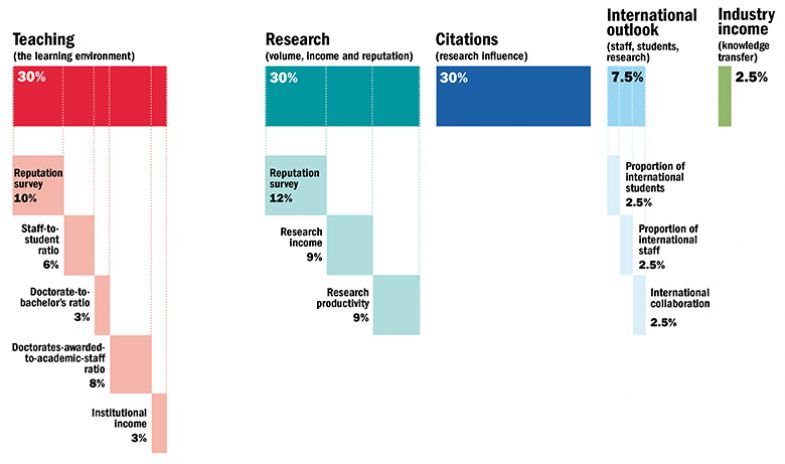 Teaching
(the learning environment)
30%
Reputation
survey
10%
Staff-to-
student
ratio
6%
Doctorate-to-
bachelor's ratio
3%
Doctorates-awarded-
to-academic-staff
ratio
8%
Institutional
income
3%
Research
(volume, income and reputation)
30%
Reputation
survey
12%
Research
income
9%
Research
productivity
9%
Citations
(research influence)
30%
International
outlook
(staff, students,
research)
7.5%
Proportion of
international
students
2.5%
Proportion of
international
staff
2.5%
International
collaboration
2.5%
Industry
income
(knowledge
transfer)
2.5%